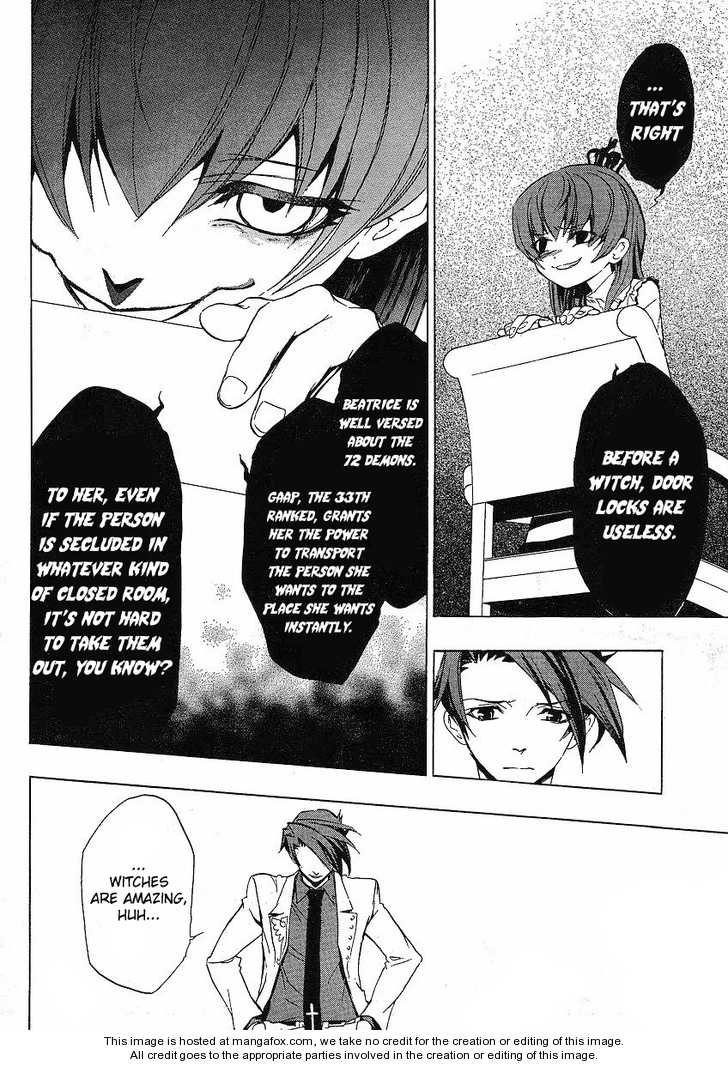 ...
THAT'S
RIGHT
BEFORE A
WITCH, DOOR
LOCKS ARE
USELESS.
BEATRICE IS
WELL VERSED
ABOUT THE
72 DEMONS.
GAAP, THE 33TH
RANKED, GRANTS
HER THE POWER
TO TRANSPORT
THE PERSON SHE
WANTS TO THE
PLACE SHE WANTS
INSTANTLY.
TO HER, EVEN
IF THE PERSON
IS SECLUDED IN
WHATEVER KIND
OF CLOSED ROOM,
IT'S NOT HARD
TO TAKE THEM
OUT, YOU KNOW?
...
WITCHES
ARE AMAZING,
HUH...
This image is hosted at mangafox.com, we take no credit for the creation or editing of this image.
All credit goes to the appropriate parties involved in the creation or editing of this image.